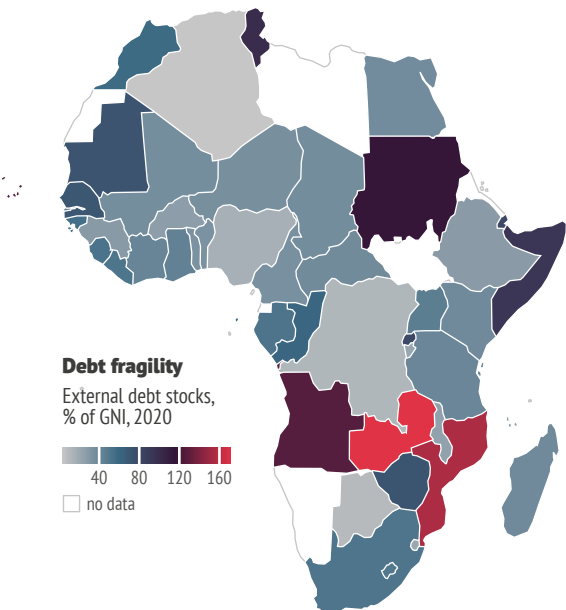 Debt fragility
External debt stocks,
% of GNI, 2020
40 80 120 160
no data